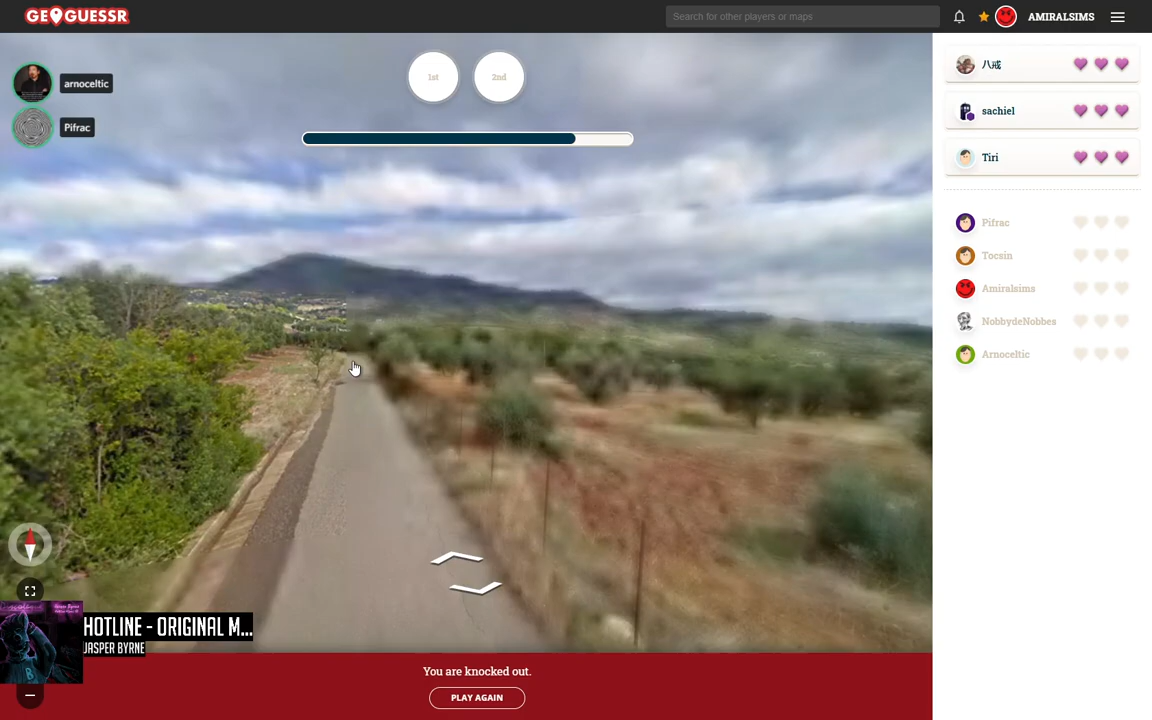 GEOGUESSR
Search for other players or maps
AMIRALSIMS
arnoceltic
Pifrac
1st
2nd
八戒
sachiel
Tiri
Pifrac
Tocsin
Amiralsims
NobbydeNobbes
Arnoceltic
HOTLINE - ORIGINAL M...
JASPER BYRNE
You are knocked out.
PLAY AGAIN